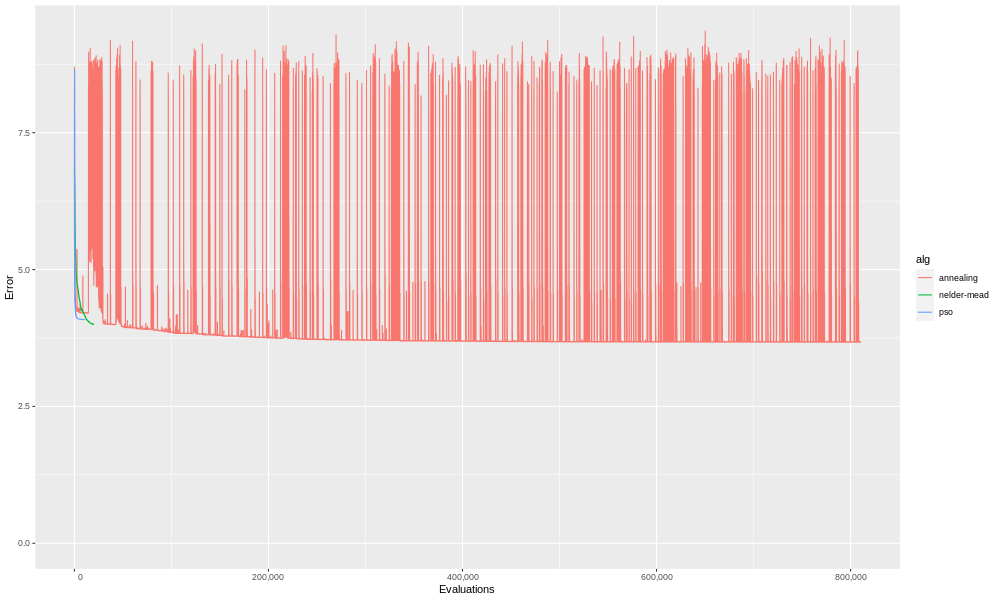 7.5
5.0
2.5
0.0
Error
0
200,000
400,000
600,000
800,000
Evaluations
alg
annealing
nelder-mead
pso